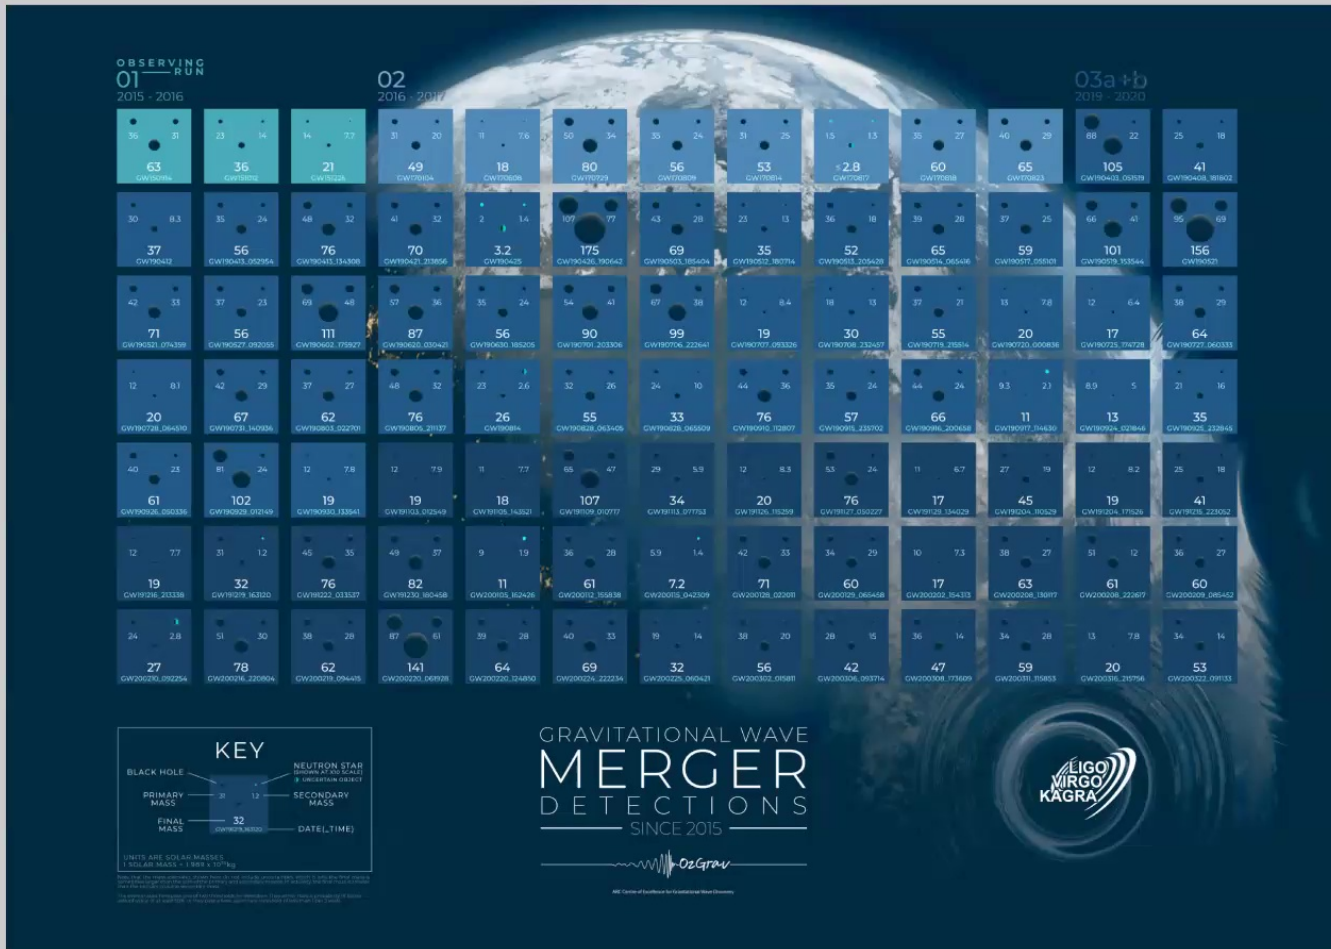 OBSERVING
01 RUN
2015 - 2016
02
2016 - 2017
03a+b
2019 - 2020
36 31 63 GW150914
23 14 36 GW151012
14 7.7 21 GW151226
31 20 49 GW170104
11 7.6 18 GW170608
50 34 80 GW170729
35 24 56 GW170809
31 25 53 GW170814
1.5 1.3 ≤ 2.8 GW170817
35 27 60 GW170818
40 29 65 GW170823
88 22 105 GW190403_051519
25 18 41 GW190408_181802
30 8.3 37 GW190412
35 24 56 GW190413_052954
48 32 76 GW190413_134308
41 32 70 GW190421_213856
2 1.4 3.2 GW190425
107 77 175 GW190426_190642
43 28 69 GW190503_185404
23 13 35 GW190512_180714
36 18 52 GW190513_205428
39 28 65 GW190514_065416
37 25 59 GW190517_055101
66 41 101 GW190519_153544
95 69 156 GW190521
42 33 71 GW190521_074359
37 23 56 GW190527_092055
69 48 111 GW190602_175927
57 36 87 GW190620_030421
35 24 56 GW190630_185205
54 41 90 GW190701_203306
67 38 99 GW190706_222641
12 8.4 19 GW190707_093326
18 13 30 GW190708_232457
37 21 55 GW190719_215514
13 7.8 20 GW190720_000836
12 6.4 17 GW190725_174728
38 29 64 GW190727_060333
12 8.1 20 GW190728_064510
42 29 67 GW190731_140936
37 27 62 GW190803_022701
48 32 76 GW190805_211137
23 2.6 26 GW190814
32 26 55 GW190828_063405
24 10 33 GW190828_065509
44 36 76 GW190910_112807
35 24 57 GW190915_235702
44 24 66 GW190916_200658
9.3 2.1 11 GW190917_114630
8.9 5 13 GW190924_021846
21 16 35 GW190925_232845
40 23 61 GW190926_050336
81 24 102 GW190929_012149
12 7.8 19 GW190930_133541
12 7.9 19 GW191103_012549
11 7.7 18 GW191105_143521
65 47 107 GW191109_010717
29 5.9 34 GW191113_071753
12 8.3 20 GW191126_115259
53 24 76 GW191127_050227
11 6.7 17 GW191129_134029
27 19 45 GW191204_110529
12 8.2 19 GW191204_171526
25 18 41 GW191215_223052
12 7.7 19 GW191216_213338
31 1.2 32 GW191219_163120
45 35 76 GW191222_033537
49 37 82 GW191230_180458
9 1.9 11 GW200105_162426
36 28 61 GW200112_155838
5.9 1.4 7.2 GW200115_042309
42 33 71 GW200128_022011
34 29 60 GW200129_065458
10 7.3 17 GW200202_154313
38 27 63 GW200208_130117
51 12 61 GW200208_222617
36 27 60 GW200209_085452
24 2.8 27 GW200210_092254
51 30 78 GW200216_220804
38 28 62 GW200219_094415
87 61 141 GW200220_061928
39 28 64 GW200220_124850
40 33 69 GW200224_222234
19 14 32 GW200225_060421
38 20 56 GW200302_015811
28 15 42 GW200306_093714
36 14 47 GW200308_173609
34 28 59 GW200311_115853
13 7.8 20 GW200316_215756
34 14 53 GW200322_091133
KEY
BLACK HOLE
NEUTRON STAR
(SHOWN AT X10 SCALE)
UNCERTAIN OBJECT
PRIMARY
MASS
21 1.2
SECONDARY
MASS
FINAL
MASS
32
GW191219_163120
DATE(_TIME)
UNITS ARE SOLAR MASSES
1 SOLAR MASS = 1.989 x 10³⁰kg
GRAVITATIONAL WAVE
MERGER
DETECTIONS
SINCE 2015
OzGrav
ARC Centre of Excellence for Gravitational Wave Discovery
LIGO
VIRGO
KAGRA